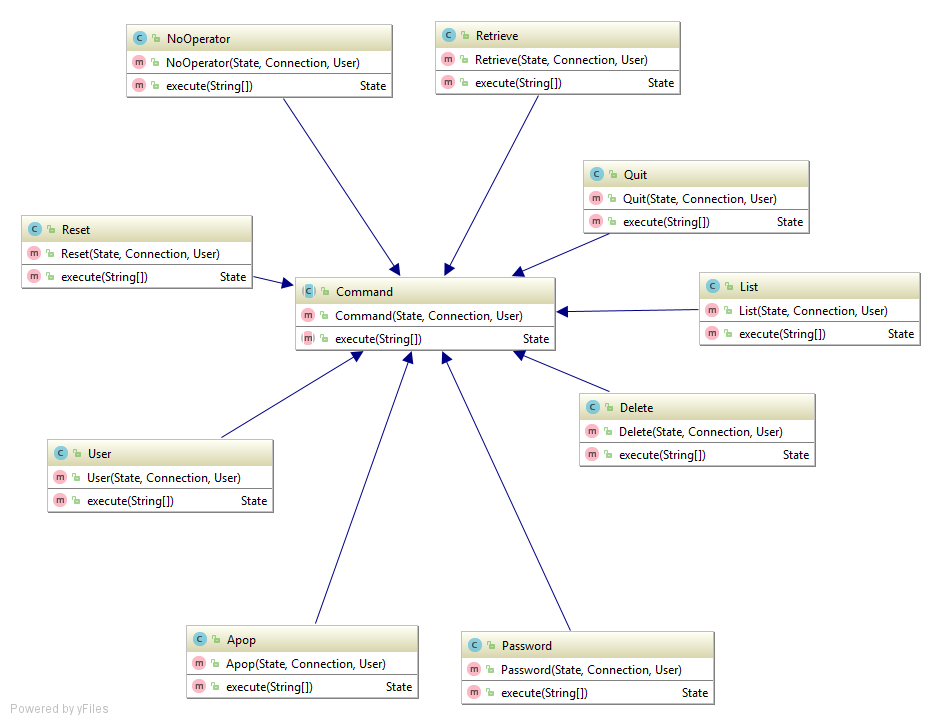 NoOperator
NoOperator(State, Connection, User)
execute(String[]) State
Retrieve
Retrieve(State, Connection, User)
execute(String[]) State
Quit
Quit(State, Connection, User)
execute(String[]) State
Reset
Reset(State, Connection, User)
execute(String[]) State
Command
Command(State, Connection, User)
execute(String[]) State
List
List(State, Connection, User)
execute(String[]) State
Delete
Delete(State, Connection, User)
execute(String[]) State
User
User(State, Connection, User)
execute(String[]) State
Apop
Apop(State, Connection, User)
execute(String[]) State
Password
Password(State, Connection, User)
execute(String[]) State
Powered by yFiles